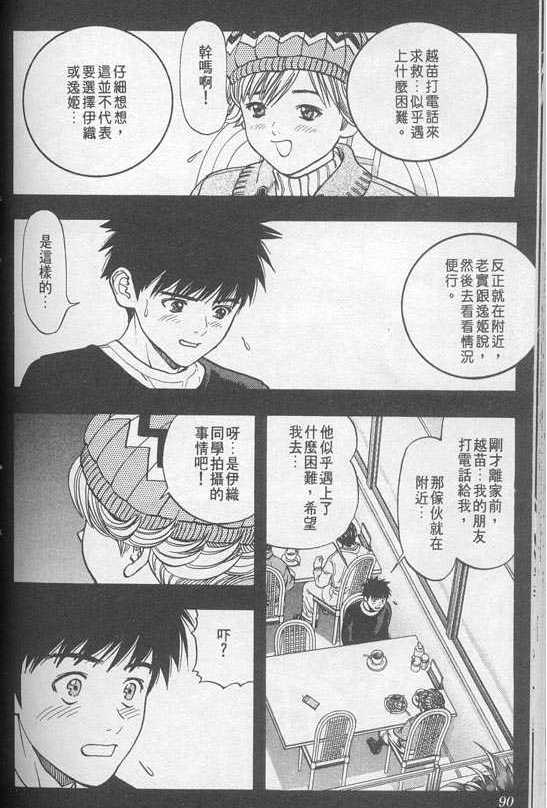 越苗打電話來
求救…似乎遇
上什麼困難。
幹嗎啊！
仔細想想，
這並不代表
要選擇伊織
或逸姬…
反正就在附近，
老實跟逸姬說，
然後去看看情況
便行。
是這樣的…
剛才離家前，
越苗…我的朋友
打電話給我，
那傢伙就在
附近…
他似乎遇上了
什麼困難，希望
我去…
呀…是伊織
同學拍攝的
事情吧！
吓？
90